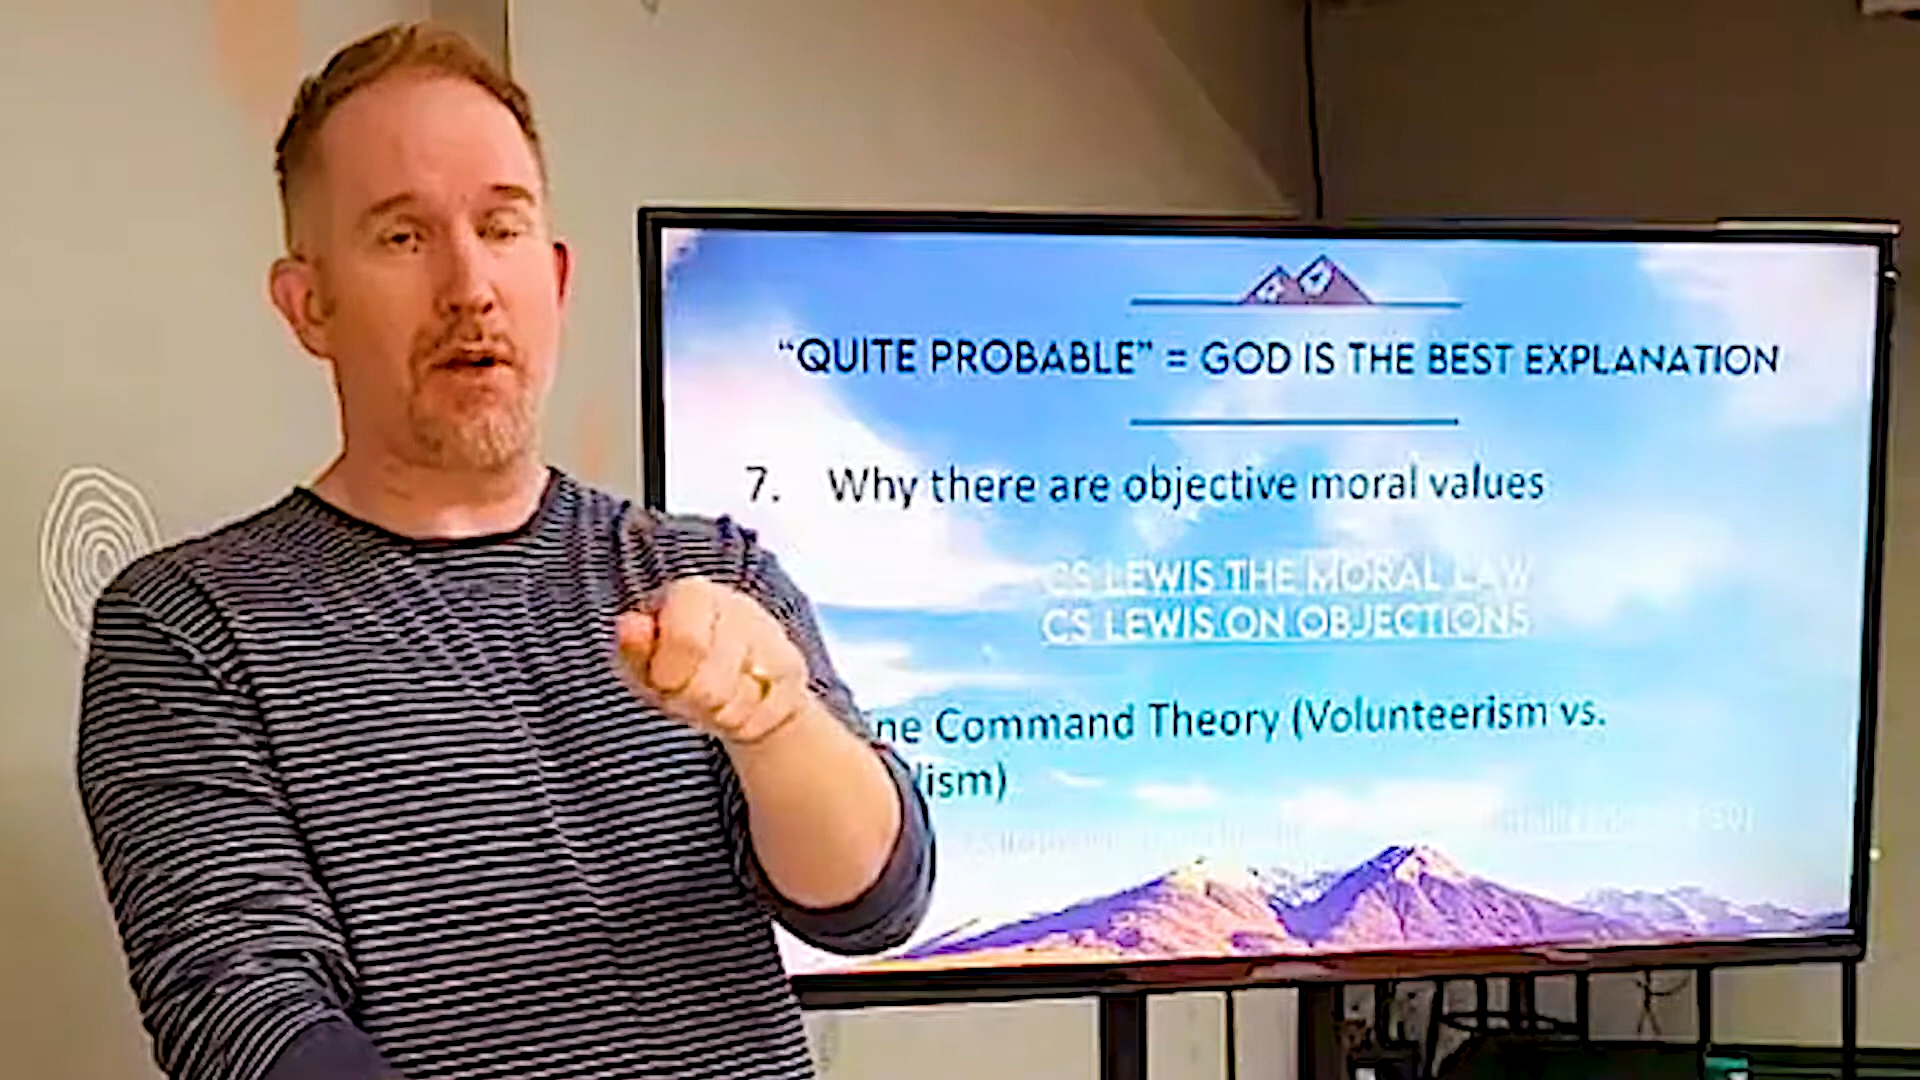 “QUITE PROBABLE” = GOD IS THE BEST EXPLANATION
7. Why there are objective moral values
CS LEWIS THE MORAL LAW
CS LEWIS ON OBJECTIONS
ne Command Theory (Volunteerism vs.
lism)